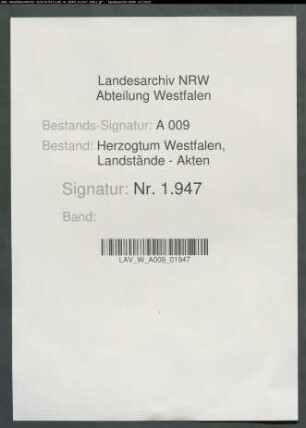 Landesarchiv NRW
Abteilung Westfalen
Bestands-Signatur: A 009
Bestand: Herzogtum Westfalen,
Landstände - Akten
Signatur: Nr. 1.947
Band:
LAV_W_A009_01947